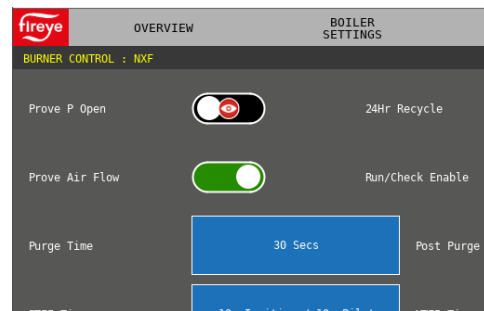 fireye
OVERVIEW
BOILER
SETTINGS
BURNER CONTROL : NXF
Prove P Open
24Hr Recycle
Prove Air Flow
Run/Check Enable
Purge Time
30 Secs
Post Purge